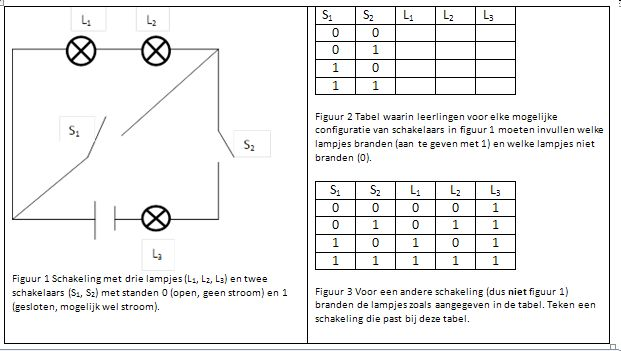 L₁ L₂
S₁
S₂
L₃
Figuur 1 Schakeling met drie lampjes (L₁, L₂, L₃) en twee
schakelaars (S₁, S₂) met standen 0 (open, geen stroom) en 1
(gesloten, mogelijk wel stroom).
S₁ S₂ L₁ L₂ L₃
0 0
0 1
1 0
1 1
Figuur 2 Tabel waarin leerlingen voor elke mogelijke
configuratie van schakelaars in figuur 1 moeten invullen welke
lampjes branden (aan te geven met 1) en welke lampjes niet
branden (0).
S₁ S₂ L₁ L₂ L₃
0 0 0 0 1
0 1 0 1 1
1 0 1 0 1
1 1 1 1 1
Figuur 3 Voor een andere schakeling (dus niet figuur 1)
branden de lampjes zoals aangegeven in de tabel. Teken een
schakeling die past bij deze tabel.